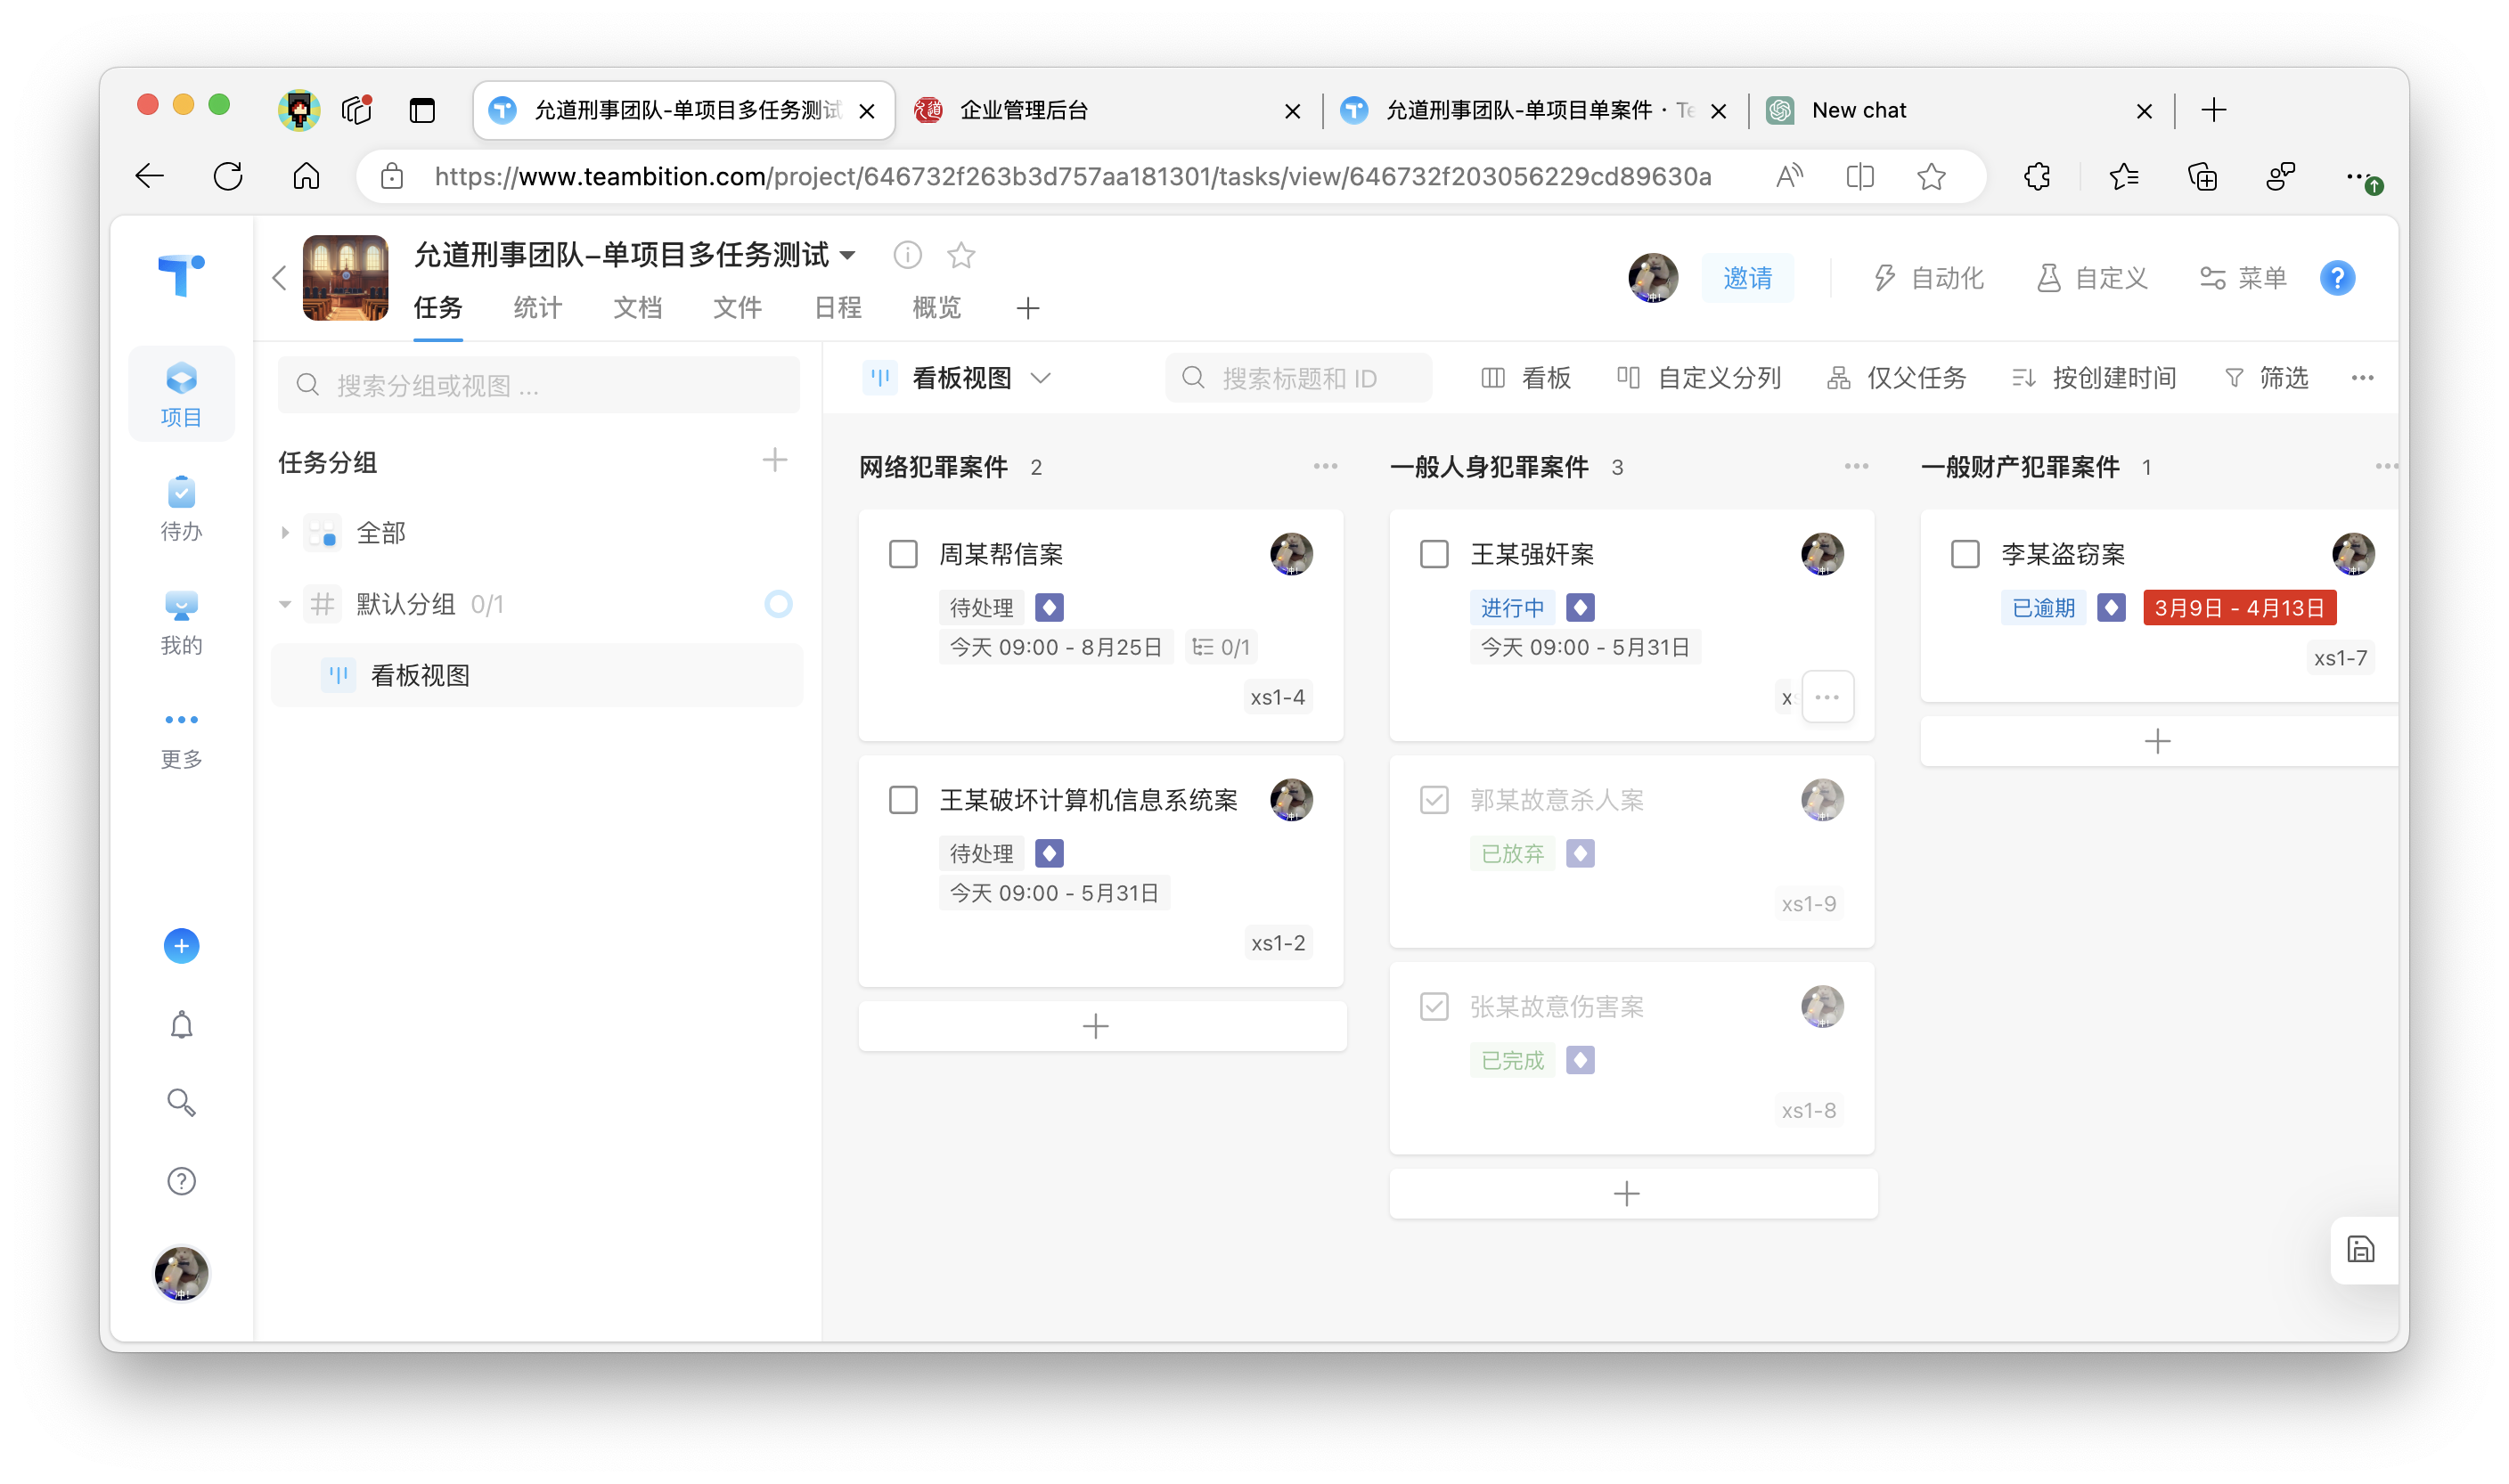 允道刑事团队-单项目多任务测试
企业管理后台
允道刑事团队-单项目单案件 · Te
New chat
https://www.teambition.com/project/646732f263b3d757aa181301/tasks/view/646732f203056229cd89630a
允道刑事团队-单项目多任务测试
任务 统计 文档 文件 日程 概览
邀请 自动化 自定义 菜单
项目
待办
我的
更多
搜索分组或视图 ...
任务分组
全部
默认分组 0/1
看板视图
看板视图
搜索标题和 ID
看板 自定义分列 仅父任务 按创建时间 筛选
网络犯罪案件 2
周某帮信案
待处理
今天 09:00 - 8月25日 0/1
xs1-4
王某破坏计算机信息系统案
待处理
今天 09:00 - 5月31日
xs1-2
一般人身犯罪案件 3
王某强奸案
进行中
今天 09:00 - 5月31日
郭某故意杀人案
已放弃
xs1-9
张某故意伤害案
已完成
xs1-8
一般财产犯罪案件 1
李某盗窃案
已逾期 3月9日 - 4月13日
xs1-7